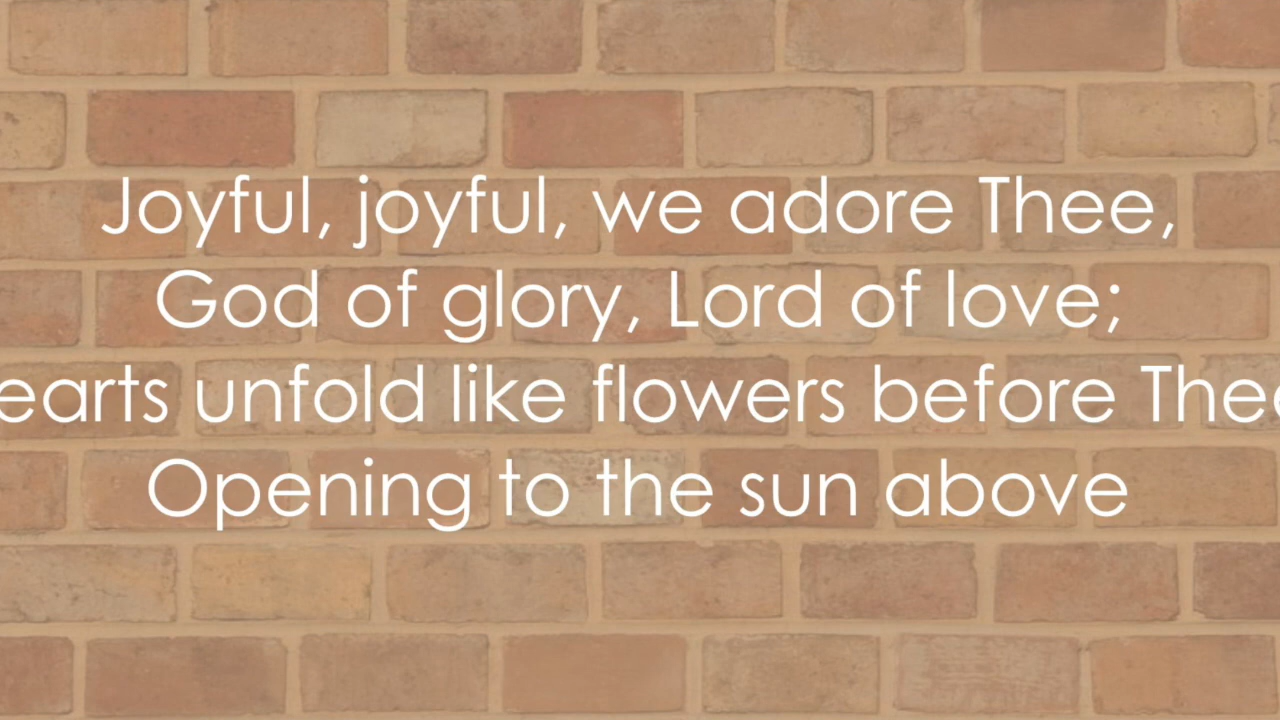 Joyful, joyful, we adore Thee,
God of glory, Lord of love;
earts unfold like flowers before Thee
Opening to the sun above